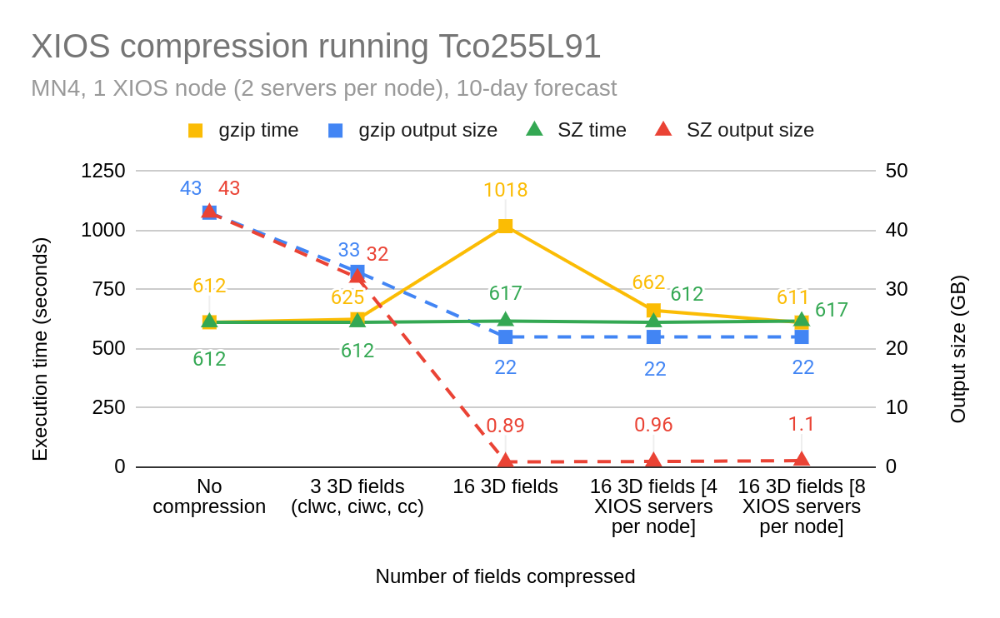 XIOS compression running Tco255L91
MN4, 1 XIOS node (2 servers per node), 10-day forecast
gzip time gzip output size SZ time SZ output size
1250 50
43 43
1018
1000 40
33 32
612 625 750 617 662 612 611 617 30
612 612 500 22 22 22 20
250 10
0.89 0.96 1.1
0 0
Execution time (seconds)
Output size (GB)
No
compression
3 3D fields
(clwc, ciwc, cc)
16 3D fields
16 3D fields [4
XIOS servers
per node]
16 3D fields [8
XIOS servers
per node]
Number of fields compressed